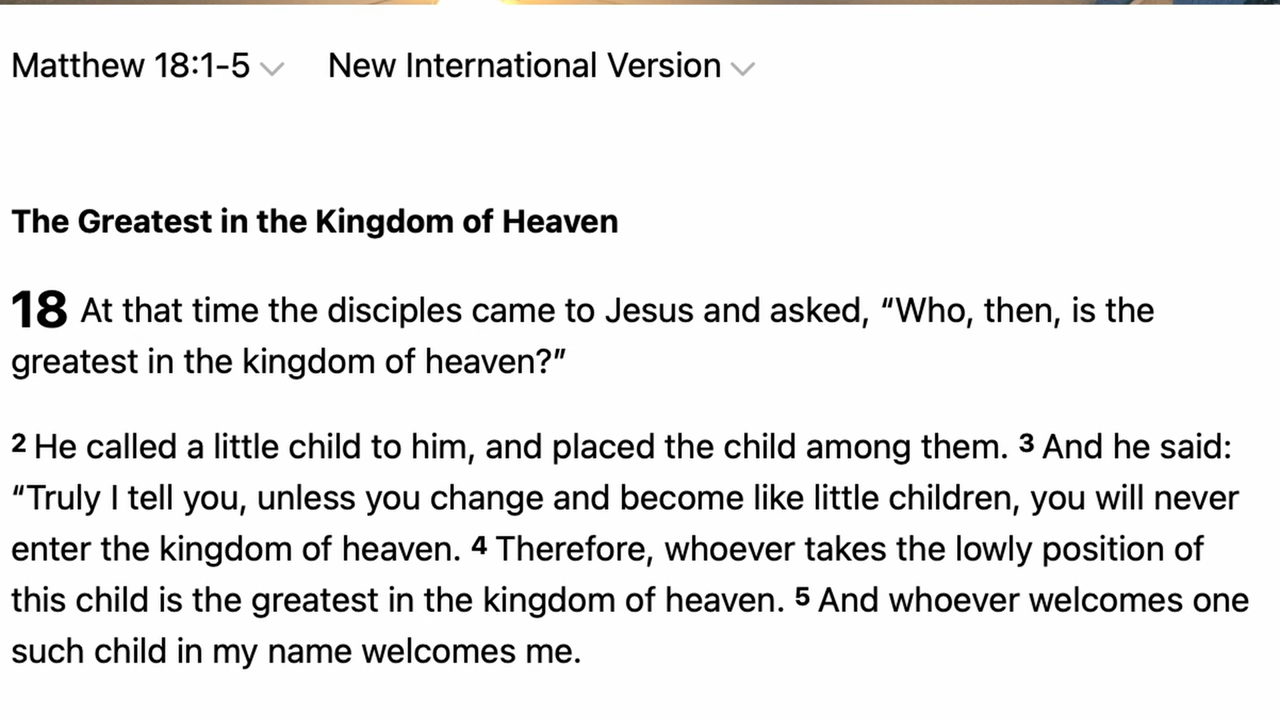 Matthew 18:1-5 New International Version
The Greatest in the Kingdom of Heaven
18 At that time the disciples came to Jesus and asked, “Who, then, is the
greatest in the kingdom of heaven?”
2 He called a little child to him, and placed the child among them. 3 And he said:
“Truly I tell you, unless you change and become like little children, you will never
enter the kingdom of heaven. 4 Therefore, whoever takes the lowly position of
this child is the greatest in the kingdom of heaven. 5 And whoever welcomes one
such child in my name welcomes me.